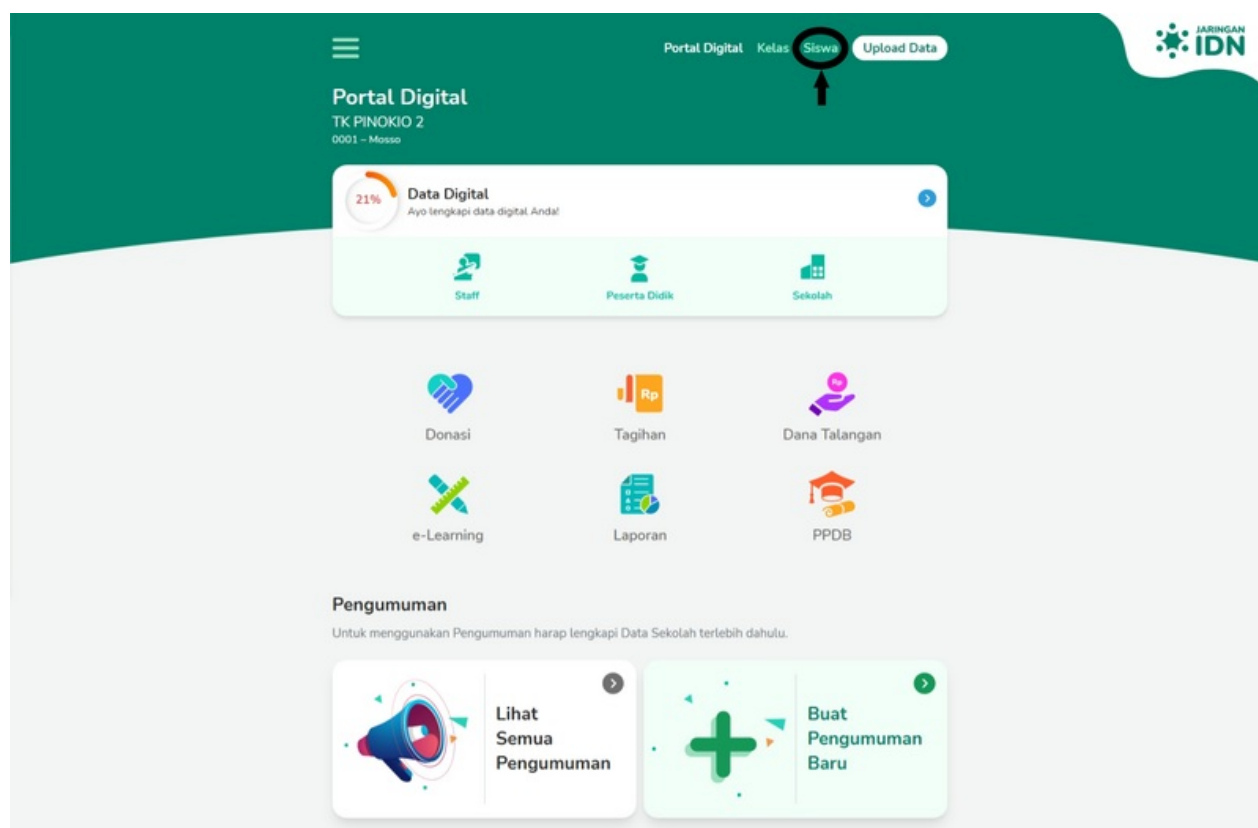 Portal Digital Kelas Siswa Upload Data
JARINGAN
IDN
Portal Digital
TK PINOKIO 2
0001 – Mosso
21%
Data Digital
Ayo lengkapi data digital Anda!
Staff Peserta Didik Sekolah
Rp Rp
Donasi Tagihan Dana Talangan
e-Learning Laporan PPDB
Pengumuman
Untuk menggunakan Pengumuman harap lengkapi Data Sekolah terlebih dahulu.
Lihat
Semua
Pengumuman
Buat
Pengumuman
Baru